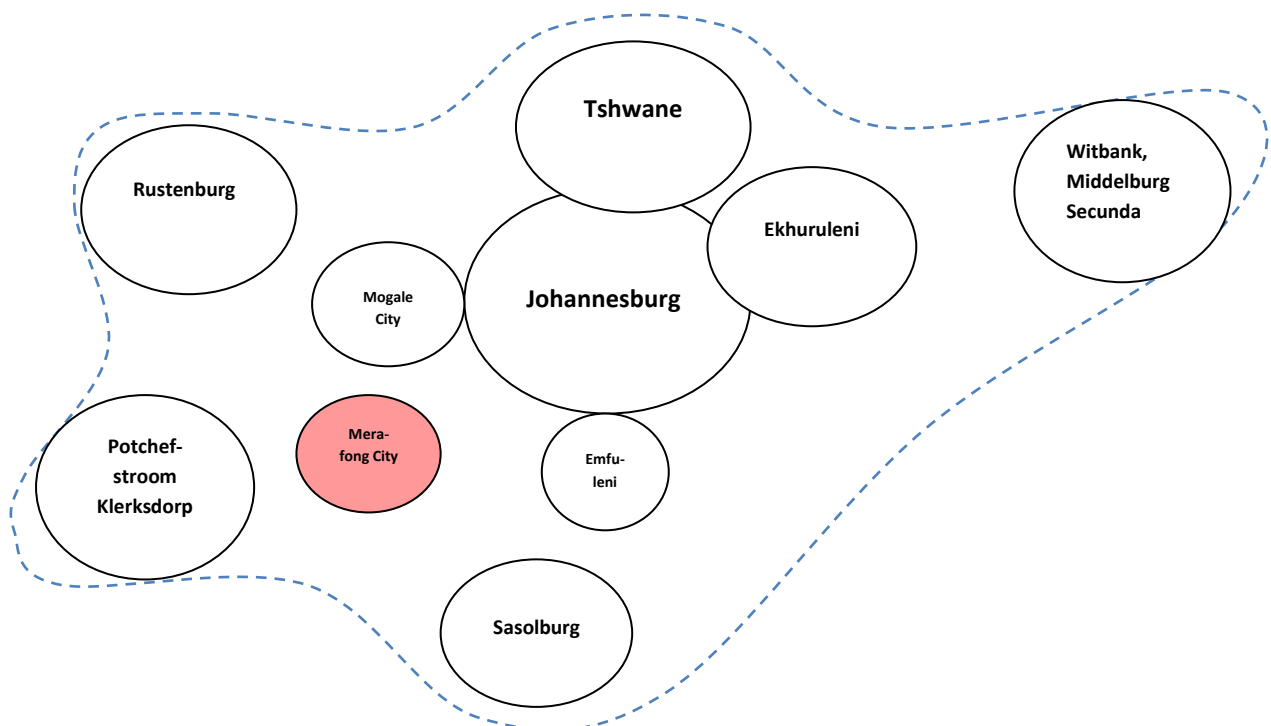 Tshwane
Rustenburg
Witbank,
Middelburg
Secunda
Ekhuruleni
Mogale
City
Johannesburg
Potchef-
stroom
Klerksdorp
Mera-
fong City
Emfu-
leni
Sasolburg